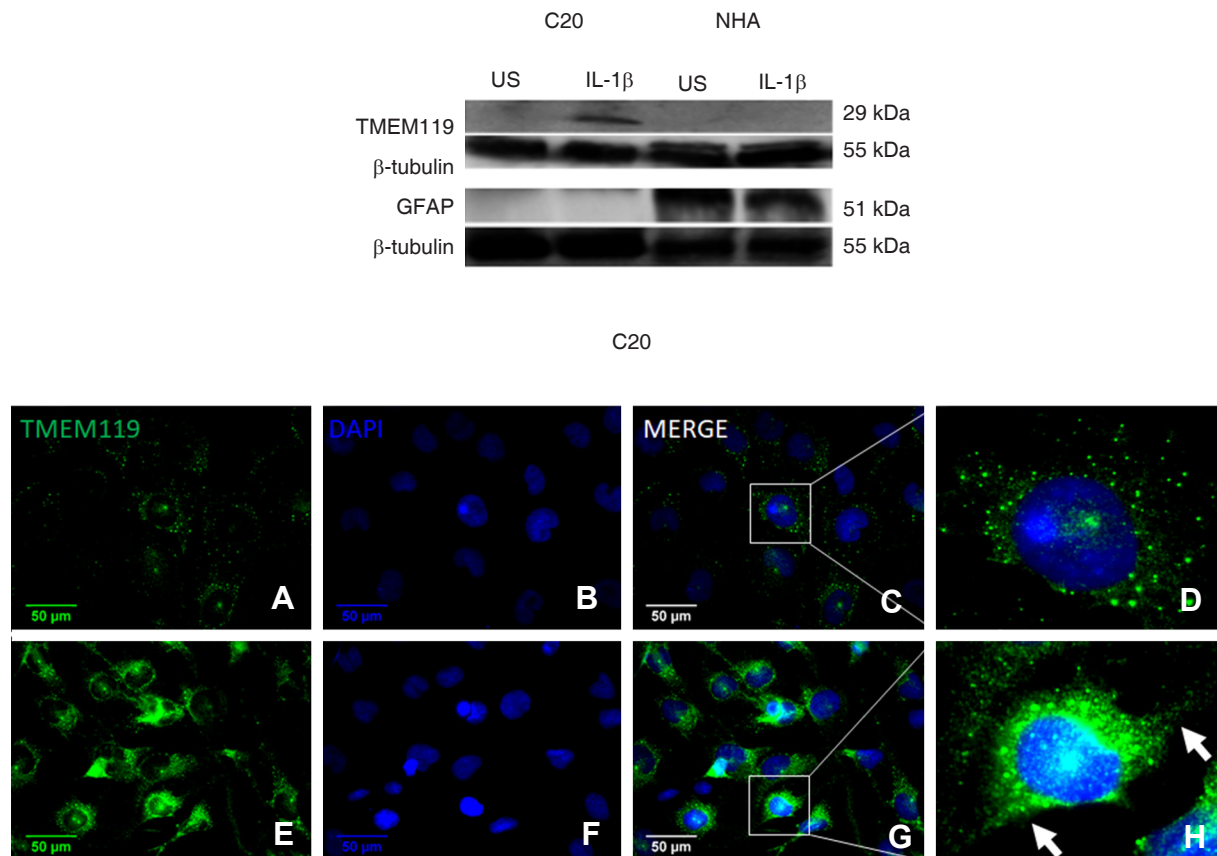 C20 NHA
US IL-1β US IL-1β
TMEM119 29 kDa
β-tubulin 55 kDa
GFAP 51 kDa
β-tubulin 55 kDa
C20
TMEM119 DAPI MERGE
50 µm A 50 µm B 50 µm C D
50 µm E 50 µm F 50 µm G H